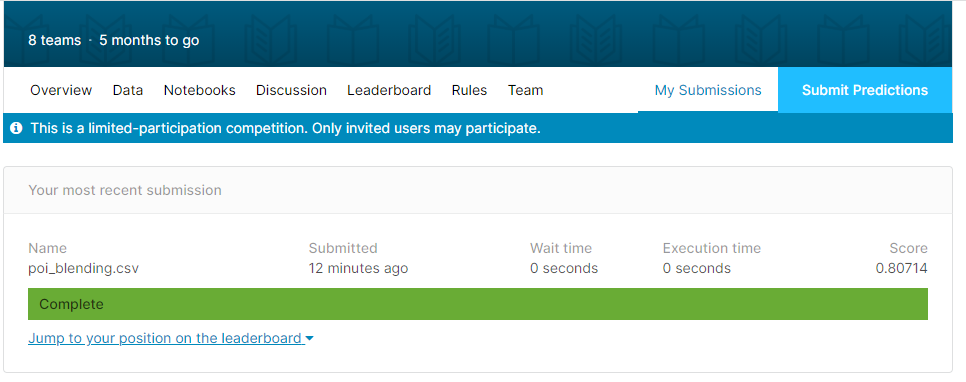 8 teams · 5 months to go
Overview Data Notebooks Discussion Leaderboard Rules Team My Submissions Submit Predictions
This is a limited-participation competition. Only invited users may participate.
Your most recent submission
Name Submitted Wait time Execution time Score
poi_blending.csv 12 minutes ago 0 seconds 0 seconds 0.80714
Complete
Jump to your position on the leaderboard